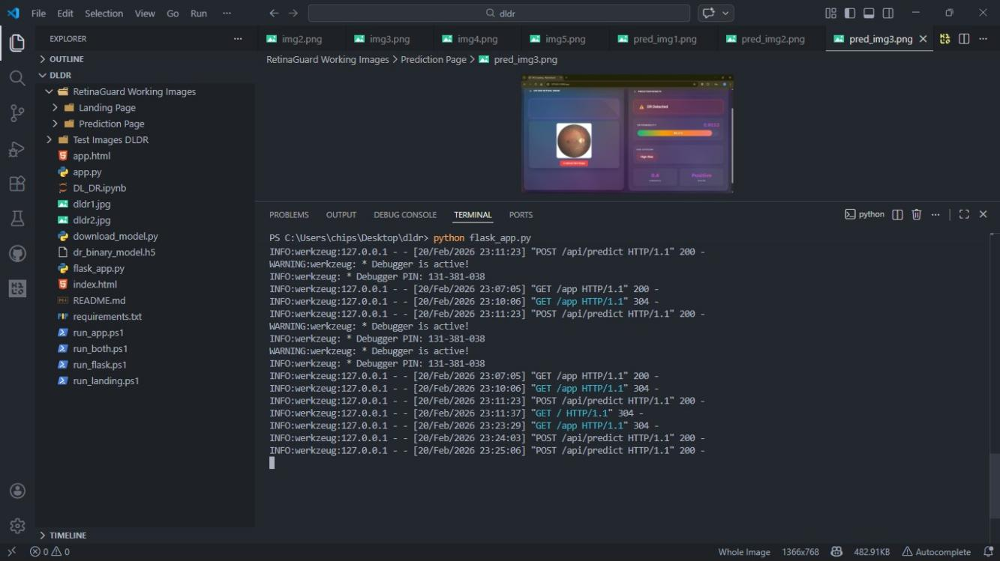 File Edit Selection View Go Run ··· dldr
EXPLORER ···
OUTLINE
DLDR
RetinaGuard Working Images
Landing Page
Prediction Page
Test Images DLDR
app.html
app.py
DL_DR.ipynb
dldr1.jpg
dldr2.jpg
download_model.py
dr_binary_model.h5
flask_app.py
index.html
README.md
requirements.txt
run_app.ps1
run_both.ps1
run_flask.ps1
run_landing.ps1
TIMELINE
img2.png img3.png img4.png img5.png pred_img1.png pred_img2.png pred_img3.png
RetinaGuard Working Images > Prediction Page > pred_img3.png
DR Detected
High Risk
Positive
PROBLEMS OUTPUT DEBUG CONSOLE TERMINAL PORTS python
PS C:\Users\chips\Desktop\dldr> python flask_app.py
INFO:werkzeug:127.0.0.1 - - [20/Feb/2026 23:11:23] "POST /api/predict HTTP/1.1" 200 -
WARNING:werkzeug: * Debugger is active!
INFO:werkzeug: * Debugger PIN: 131-381-038
INFO:werkzeug:127.0.0.1 - - [20/Feb/2026 23:07:05] "GET /app HTTP/1.1" 200 -
INFO:werkzeug:127.0.0.1 - - [20/Feb/2026 23:10:06] "GET /app HTTP/1.1" 304 -
INFO:werkzeug:127.0.0.1 - - [20/Feb/2026 23:11:23] "POST /api/predict HTTP/1.1" 200 -
WARNING:werkzeug: * Debugger is active!
INFO:werkzeug: * Debugger PIN: 131-381-038
WARNING:werkzeug: * Debugger is active!
INFO:werkzeug: * Debugger PIN: 131-381-038
INFO:werkzeug:127.0.0.1 - - [20/Feb/2026 23:07:05] "GET /app HTTP/1.1" 200 -
INFO:werkzeug:127.0.0.1 - - [20/Feb/2026 23:10:06] "GET /app HTTP/1.1" 304 -
INFO:werkzeug:127.0.0.1 - - [20/Feb/2026 23:11:23] "POST /api/predict HTTP/1.1" 200 -
INFO:werkzeug:127.0.0.1 - - [20/Feb/2026 23:11:37] "GET / HTTP/1.1" 304 -
INFO:werkzeug:127.0.0.1 - - [20/Feb/2026 23:23:29] "GET /app HTTP/1.1" 304 -
INFO:werkzeug:127.0.0.1 - - [20/Feb/2026 23:24:03] "POST /api/predict HTTP/1.1" 200 -
INFO:werkzeug:127.0.0.1 - - [20/Feb/2026 23:25:06] "POST /api/predict HTTP/1.1" 200 -
0 0 Whole Image 1366x768 482.91KB Autocomplete